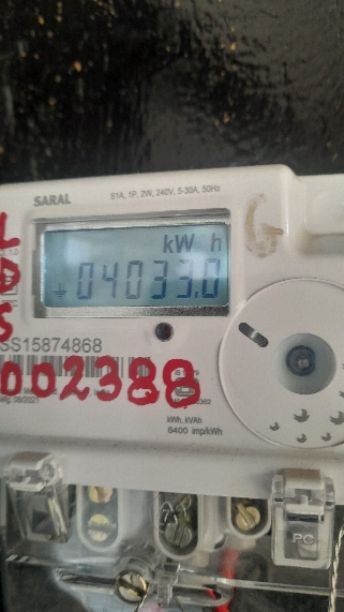 SARAL
S1A, 1P, 2W, 240V, 5-30A, 50Hz
G
kW h
04033.0
L
D
S
SS15874868
002388
kWh, kVAh
6400 imp/kWh
PC